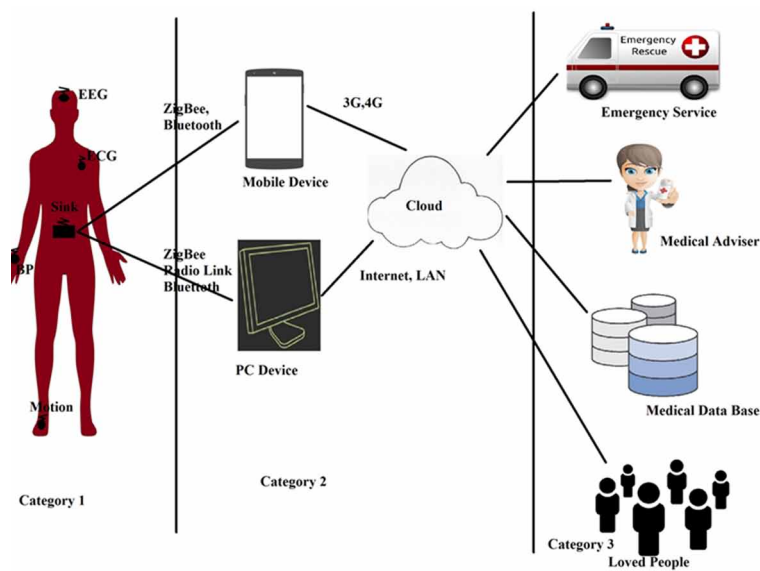 EEG
ECG
Sink
BP
Motion
Category 1
ZigBee,
Bluetooth
Mobile Device
3G,4G
ZigBee
Radio Link
Bluettoth
PC Device
Cloud
Internet, LAN
Category 2
Emergency
Rescue
Emergency Service
Medical Adviser
Medical Data Base
Category 3
Loved People